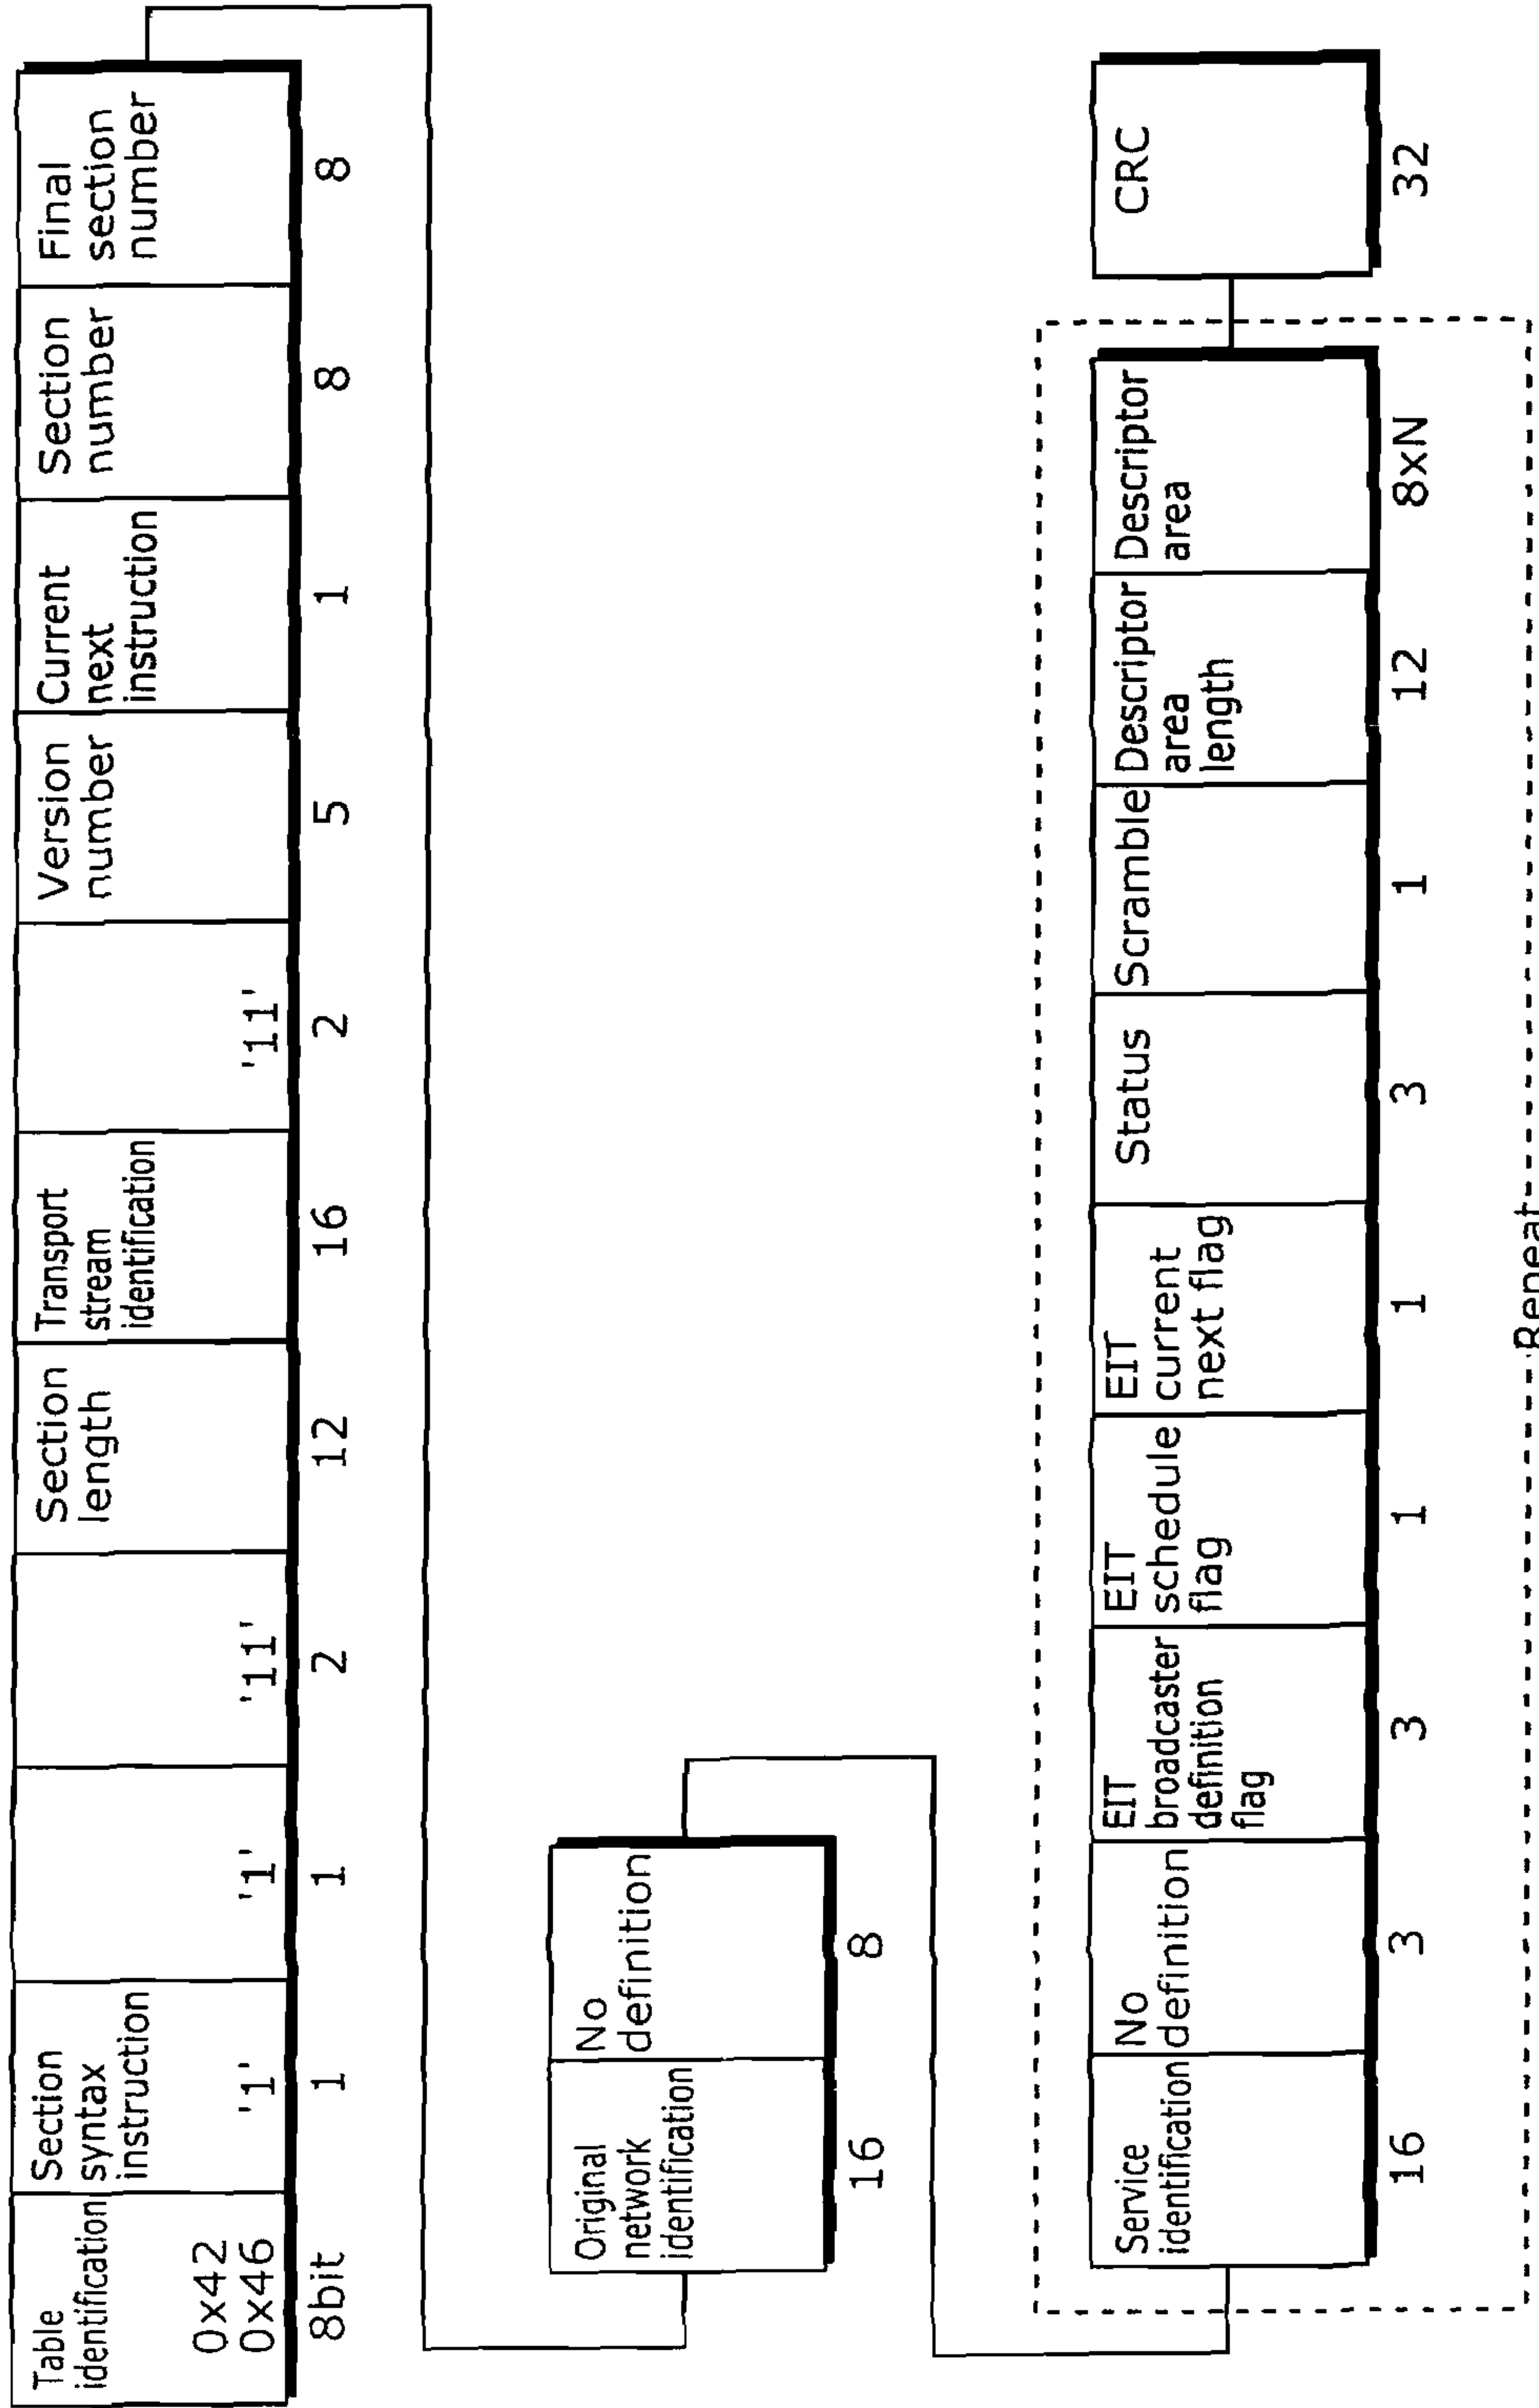 Table
identification
0x42
0x46
8bit
Section
syntax
instruction
'1'
1
'1'
1
'11'
2
Section
length
12
Transport
stream
identification
16
'11'
2
Version
number
5
Current
next
instruction
1
Section
number
8
Final
section
number
8
Original
network
identification
16
No
definition
8
Service
identification
16
No
definition
3
EIT
broadcaster
definition
flag
3
EIT
schedule
flag
1
EIT
current
next flag
1
Status
3
Scramble
1
Descriptor
area
length
12
Descriptor
area
8xN
CRC
32
Repeat